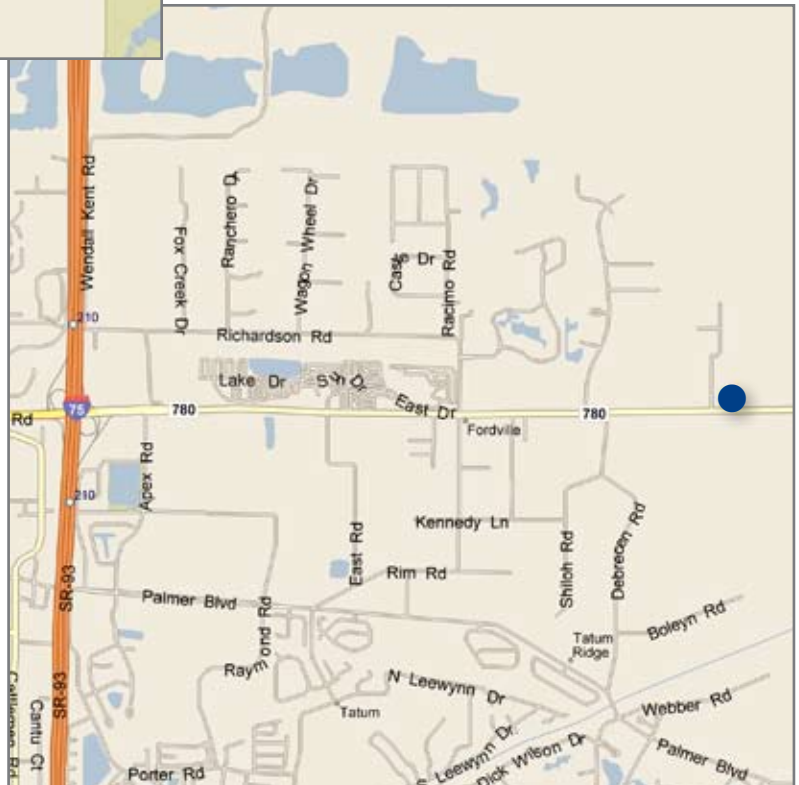 Wendall Kent Rd
Fox Creek Dr
Ranchero D
Wagon Wheel Dr
Dr
Racimo Rd
210
Richardson Rd
Lake Dr
Dr
East Dr
75
780
780
Rd
Fordville
210
Apex Rd
Kennedy Ln
East Rd
Rim Rd
Shiloh Rd
Debrecen Rd
SR-93
Palmer Blvd
Raymond Rd
Boleyn Rd
Tatum
Ridge
N Leewynn Dr
Webber Rd
SR-93
Cantu Ct
Tatum
S Leewynn Dr
Dick Wilson Dr
Palmer Blvd
Porter Rd